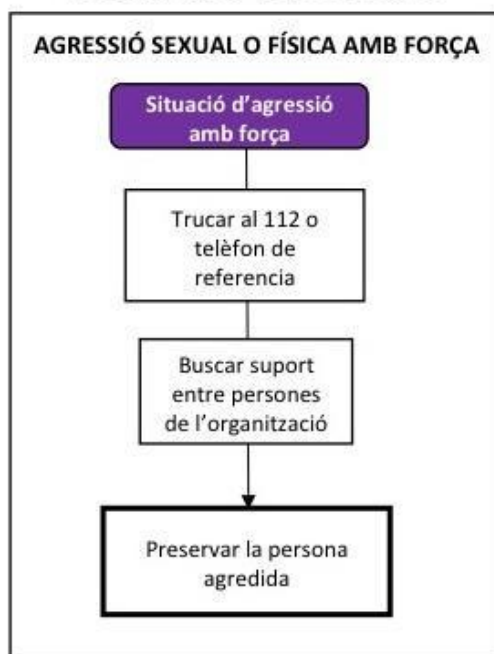 AGRESSIÓ SEXUAL O FÍSICA AMB FORÇA
Situació d'agressió
amb força
Trucar al 112 o
telèfon de
referencia
Buscar suport
entre persones
de l'organització
Preservar la persona
agredida